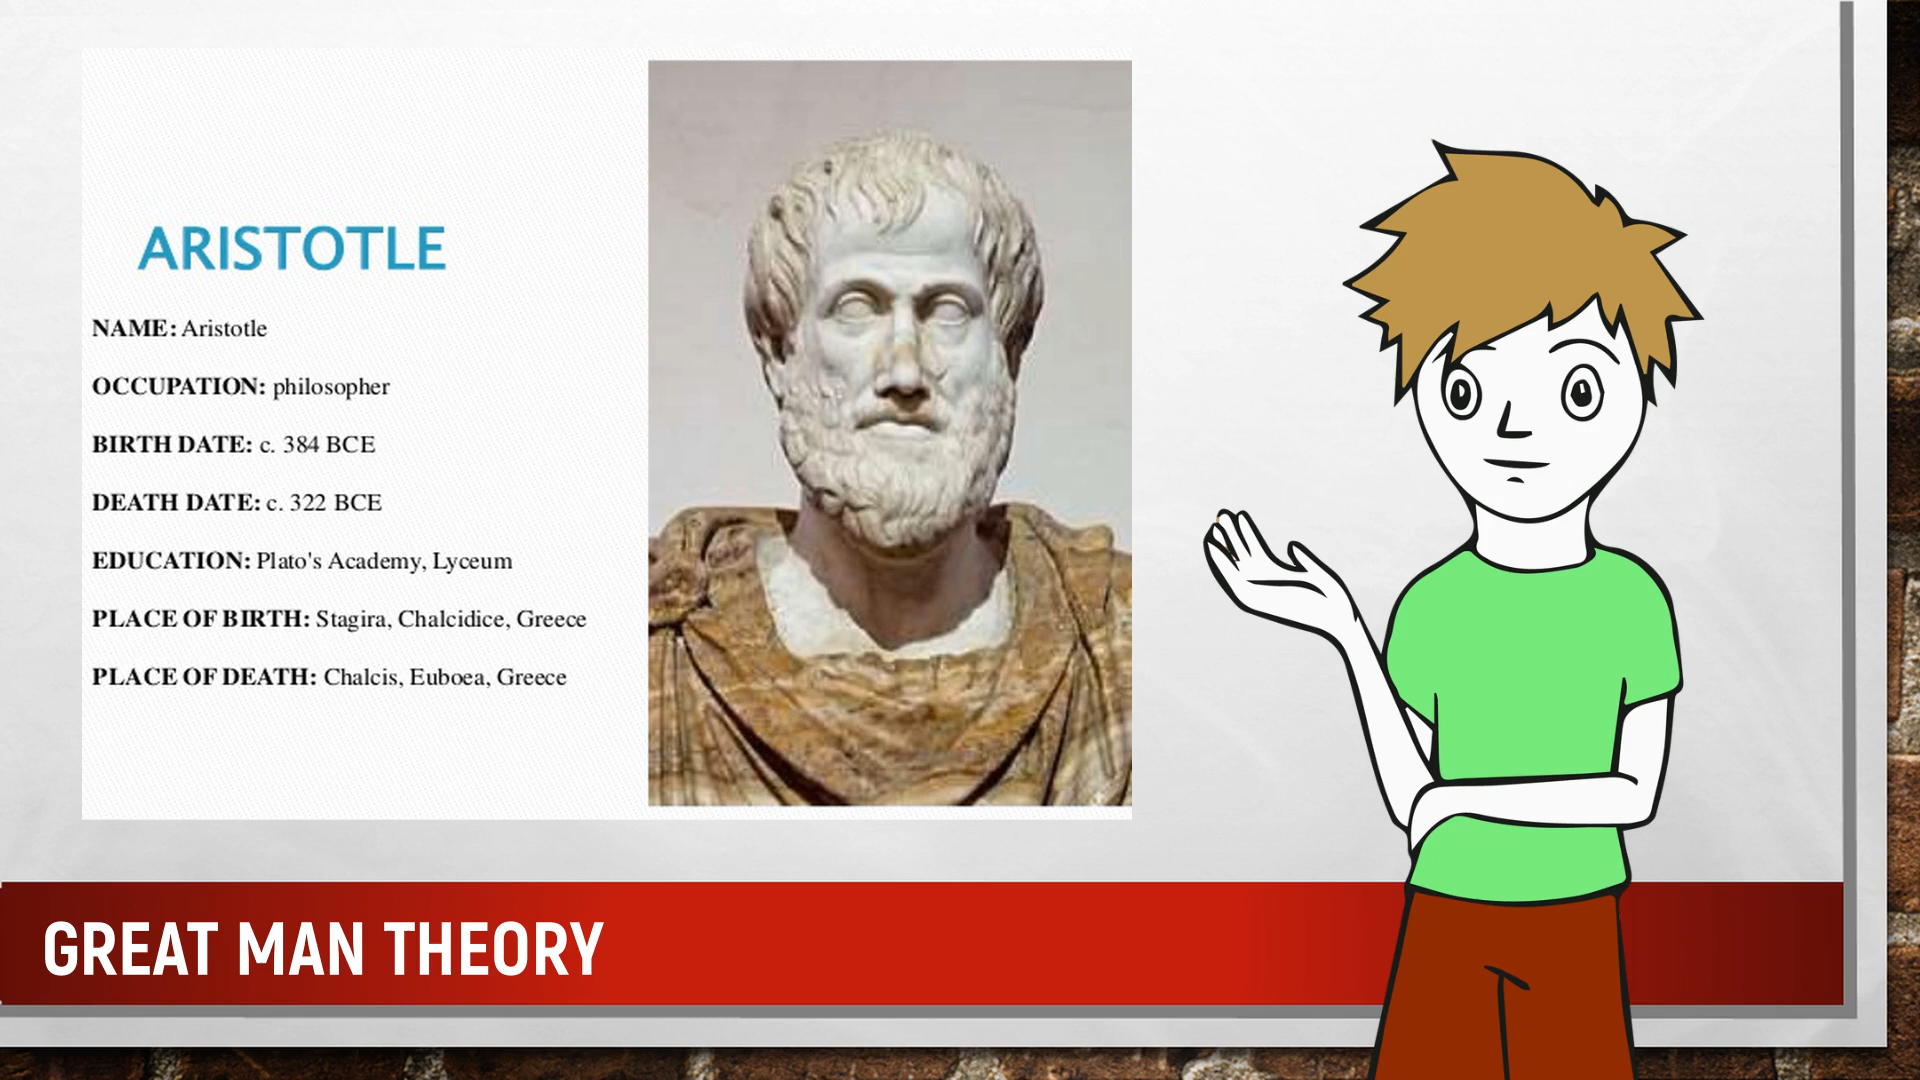 ARISTOTLE
NAME: Aristotle
OCCUPATION: philosopher
BIRTH DATE: c. 384 BCE
DEATH DATE: c. 322 BCE
EDUCATION: Plato's Academy, Lyceum
PLACE OF BIRTH: Stagira, Chalcidice, Greece
PLACE OF DEATH: Chalcis, Euboea, Greece
GREAT MAN THEORY